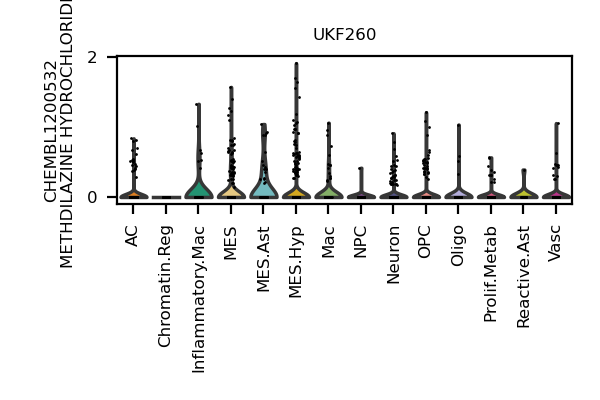 UKF260
CHEMBL1200532
METHDILAZINE HYDROCHLORID
2
0
AC
Chromatin.Reg
Inflammatory.Mac
MES
MES.Ast
MES.Hyp
Mac
NPC
Neuron
OPC
Oligo
Prolif.Metab
Reactive.Ast
Vasc